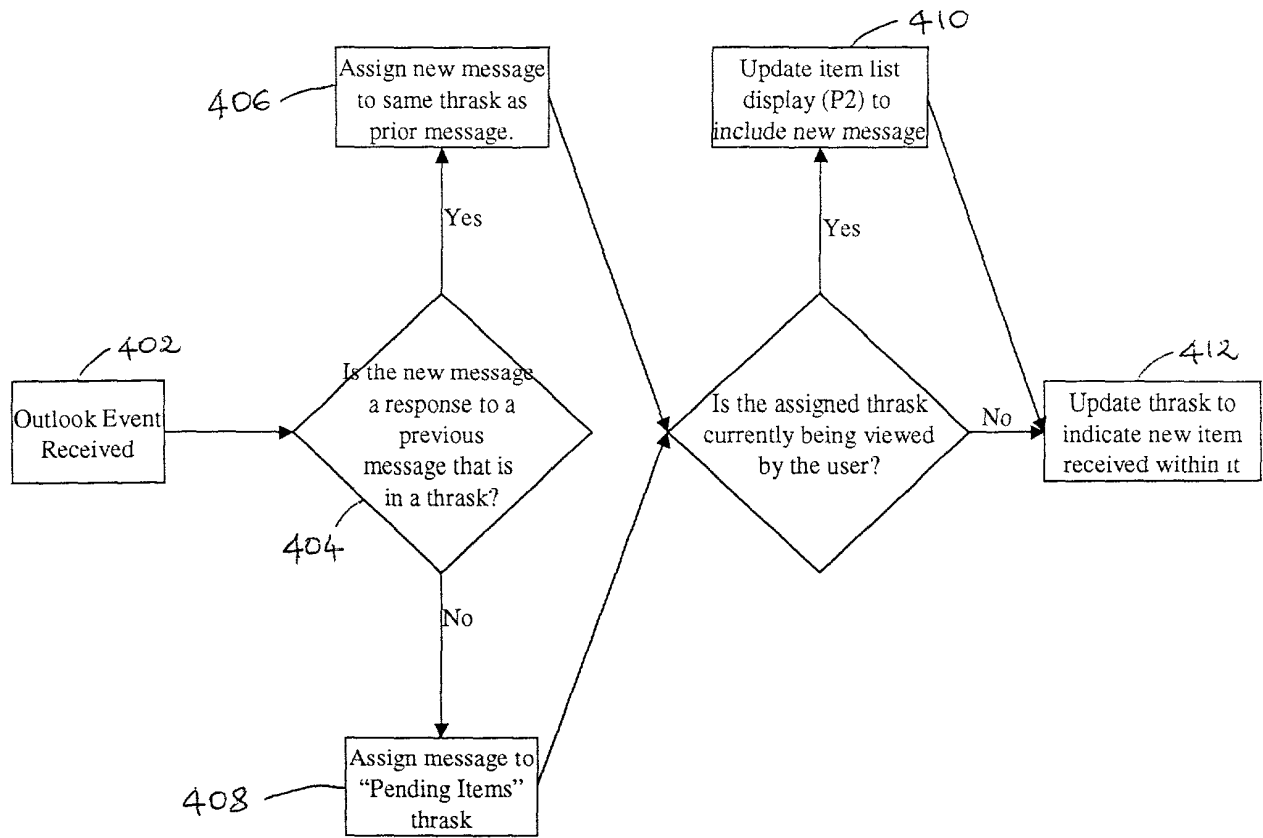 410
Assign new message
to same thrask as
prior message.
406
Update item list
display (P2) to
include new message
Yes
Yes
402
Outlook Event
Received
Is the new message
a response to a
previous
message that is
in a thrask?
404
Is the assigned thrask
currently being viewed
by the user?
No
412
Update thrask to
indicate new item
received within it
No
Assign message to
“Pending Items”
thrask
408